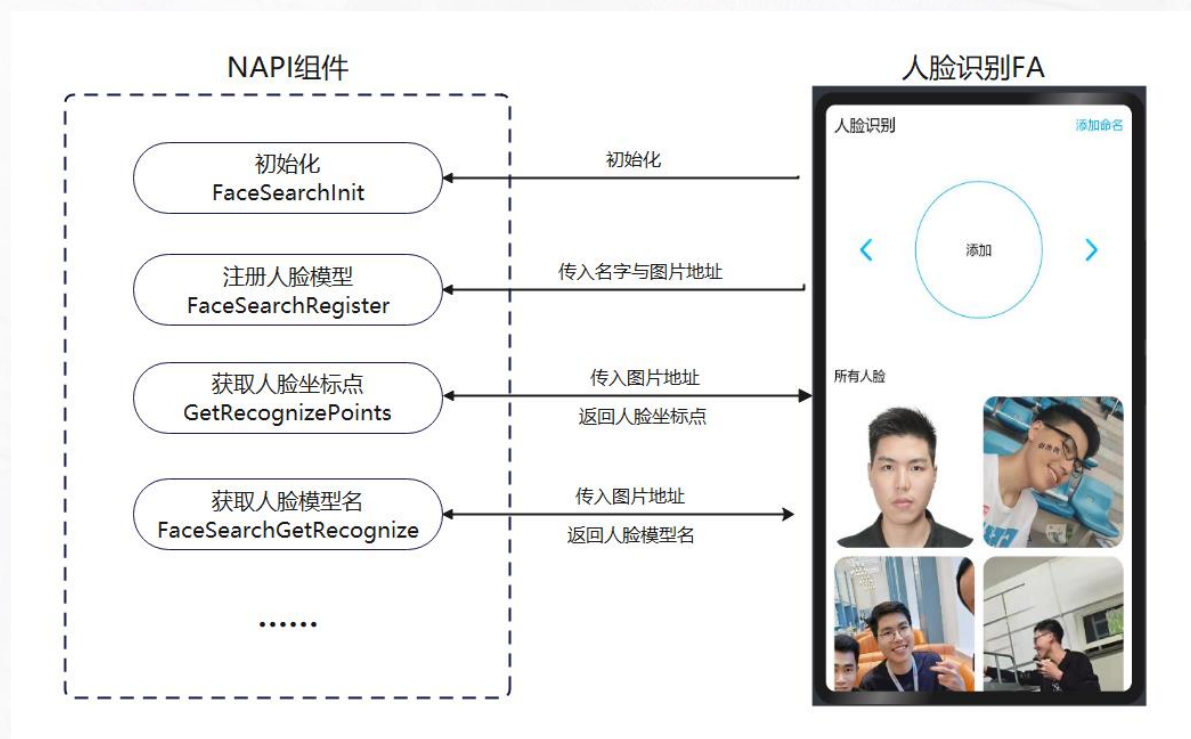 NAPI组件
人脸识别FA
初始化
FaceSearchInit
初始化
注册人脸模型
FaceSearchRegister
传入名字与图片地址
获取人脸坐标点
GetRecognizePoints
传入图片地址
返回人脸坐标点
获取人脸模型名
FaceSearchGetRecognize
传入图片地址
返回人脸模型名
......
人脸识别
添加命名
添加
所有人脸